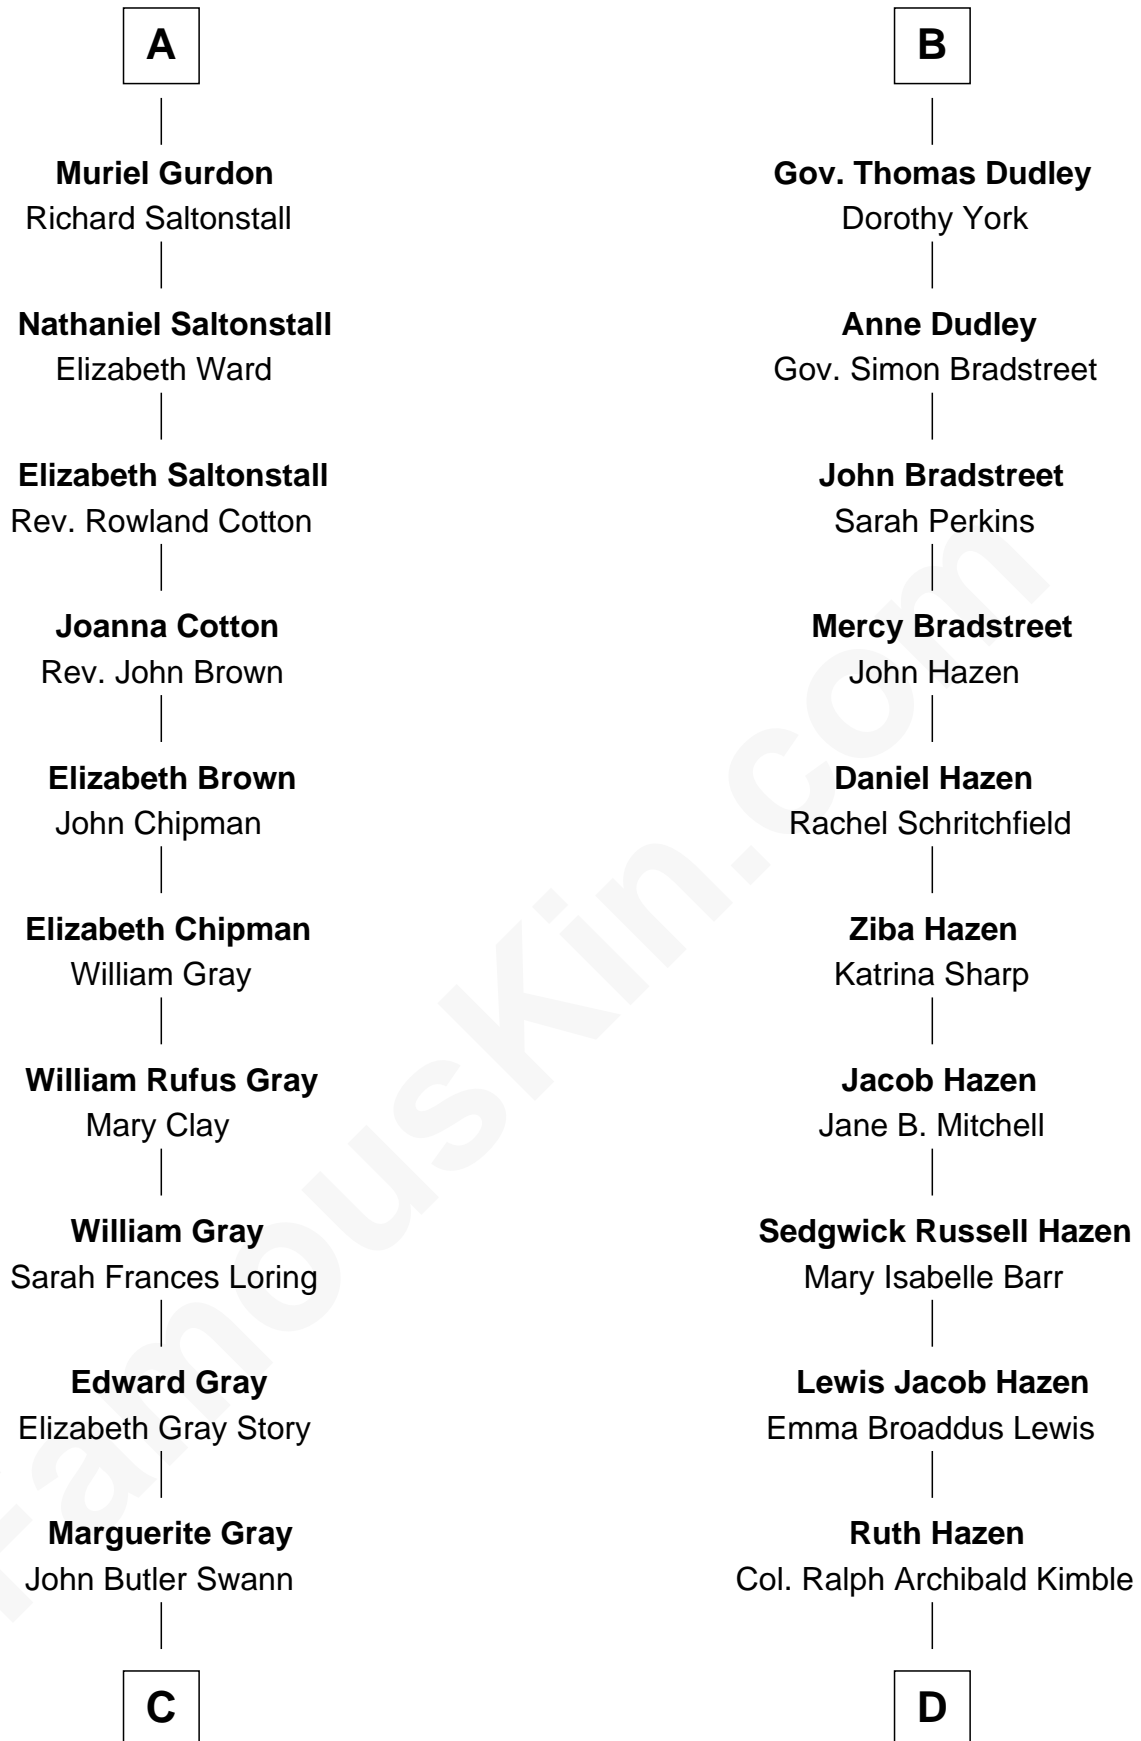 A
Muriel Gurdon
Richard Saltonstall
Nathaniel Saltonstall
Elizabeth Ward
Elizabeth Saltonstall
Rev. Rowland Cotton
Joanna Cotton
Rev. John Brown
Elizabeth Brown
John Chipman
Elizabeth Chipman
William Gray
William Rufus Gray
Mary Clay
William Gray
Sarah Frances Loring
Edward Gray
Elizabeth Gray Story
Marguerite Gray
John Butler Swann
C
B
Gov. Thomas Dudley
Dorothy York
Anne Dudley
Gov. Simon Bradstreet
John Bradstreet
Sarah Perkins
Mercy Bradstreet
John Hazen
Daniel Hazen
Rachel Schritchfield
Ziba Hazen
Katrina Sharp
Jacob Hazen
Jane B. Mitchell
Sedgwick Russell Hazen
Mary Isabelle Barr
Lewis Jacob Hazen
Emma Broaddus Lewis
Ruth Hazen
Col. Ralph Archibald Kimble
D
FamousKin.com